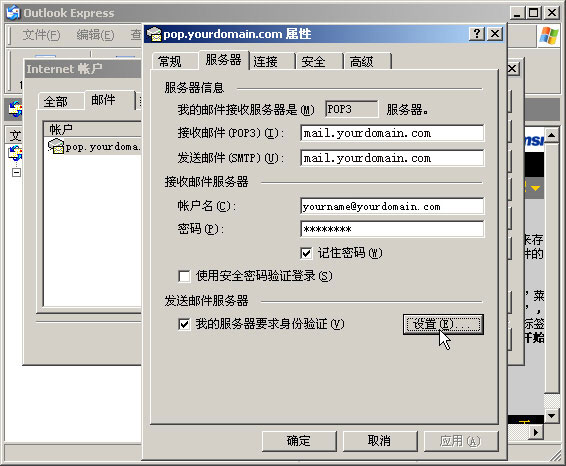 Outlook Express
文件(F) 编辑(E) 查
pop.yourdomain.com 属性
Internet 帐户
全部 邮件
帐户
pop.yourdoma.
常规 服务器 连接 安全 高级
服务器信息
我的邮件接收服务器是(M) POP3 服务器。
接收邮件(POP3)(I): mail.yourdomain.com
发送邮件(SMTP)(U): mail.yourdomain.com
接收邮件服务器
帐户名(C): yourname@yourdomain.com
密码(P): ********
记住密码(W)
使用安全密码验证登录(S)
发送邮件服务器
我的服务器要求身份验证(V) 设置(E)...
确定 取消 应用(A)
文
msn
来存
件的
，菜
标签
开始